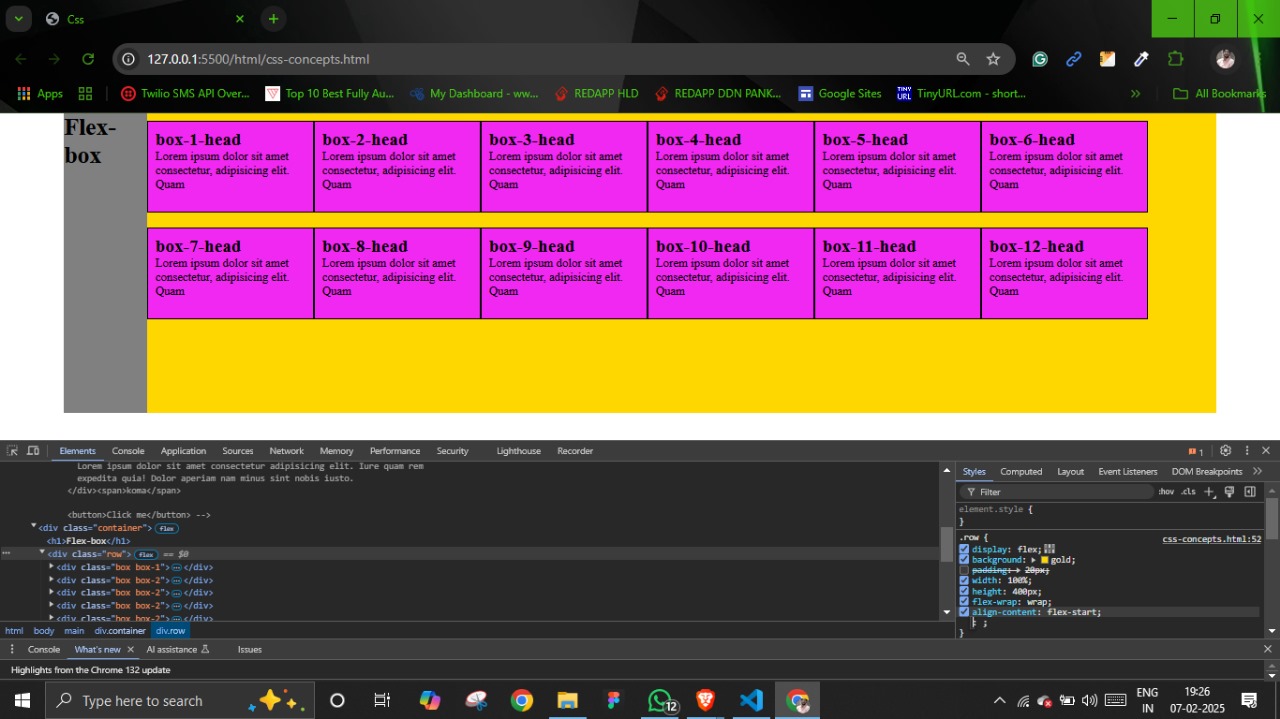 Css
127.0.0.1:5500/html/css-concepts.html
Apps
Twilio SMS API Over...
Top 10 Best Fully Au...
My Dashboard - ww...
REDAPP HLD
REDAPP DDN PANK...
Google Sites
TINY URL
TinyURL.com - short...
»
All Bookmarks
Flex-
box
box-1-head
Lorem ipsum dolor sit amet
consectetur, adipisicing elit.
Quam
box-2-head
Lorem ipsum dolor sit amet
consectetur, adipisicing elit.
Quam
box-3-head
Lorem ipsum dolor sit amet
consectetur, adipisicing elit.
Quam
box-4-head
Lorem ipsum dolor sit amet
consectetur, adipisicing elit.
Quam
box-5-head
Lorem ipsum dolor sit amet
consectetur, adipisicing elit.
Quam
box-6-head
Lorem ipsum dolor sit amet
consectetur, adipisicing elit.
Quam
box-7-head
Lorem ipsum dolor sit amet
consectetur, adipisicing elit.
Quam
box-8-head
Lorem ipsum dolor sit amet
consectetur, adipisicing elit.
Quam
box-9-head
Lorem ipsum dolor sit amet
consectetur, adipisicing elit.
Quam
box-10-head
Lorem ipsum dolor sit amet
consectetur, adipisicing elit.
Quam
box-11-head
Lorem ipsum dolor sit amet
consectetur, adipisicing elit.
Quam
box-12-head
Lorem ipsum dolor sit amet
consectetur, adipisicing elit.
Quam
Elements Console Application Sources Network Memory Performance Security Lighthouse Recorder 1
Lorem ipsum dolor sit amet consectetur adipisicing elit. Iure quam rem
expedita quia! Dolor aperiam nam minus sint nobis iusto.
</div><span>koma</span>
<button>Click me</button> -->
<div class="container"> flex
<h1>Flex-box</h1>
<div class="row"> flex == $0
<div class="box box-1"> … </div>
<div class="box box-2"> … </div>
<div class="box box-2"> … </div>
<div class="box box-2"> … </div>
<div class="box box-2"> … </div>
html body main div.container div.row
Styles Computed Layout Event Listeners DOM Breakpoints »
Filter :hov .cls
element.style {
}
.row { css-concepts.html:52
display: flex;
background: gold;
padding: 20px;
width: 100%;
height: 400px;
flex-wrap: wrap;
align-content: flex-start;
: ;
}
Console What's new AI assistance Issues
Highlights from the Chrome 132 update
Type here to search
12
ENG
IN
19:26
07-02-2025